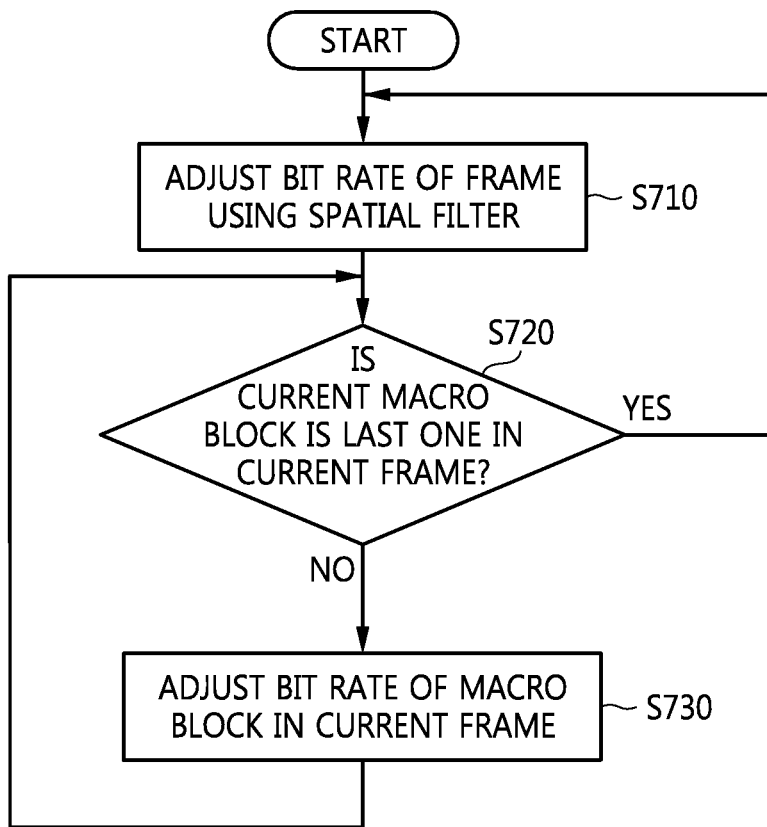 START
ADJUST BIT RATE OF FRAME
USING SPATIAL FILTER
S710
S720
IS
CURRENT MACRO
BLOCK IS LAST ONE IN
CURRENT FRAME?
YES
NO
ADJUST BIT RATE OF MACRO
BLOCK IN CURRENT FRAME
S730